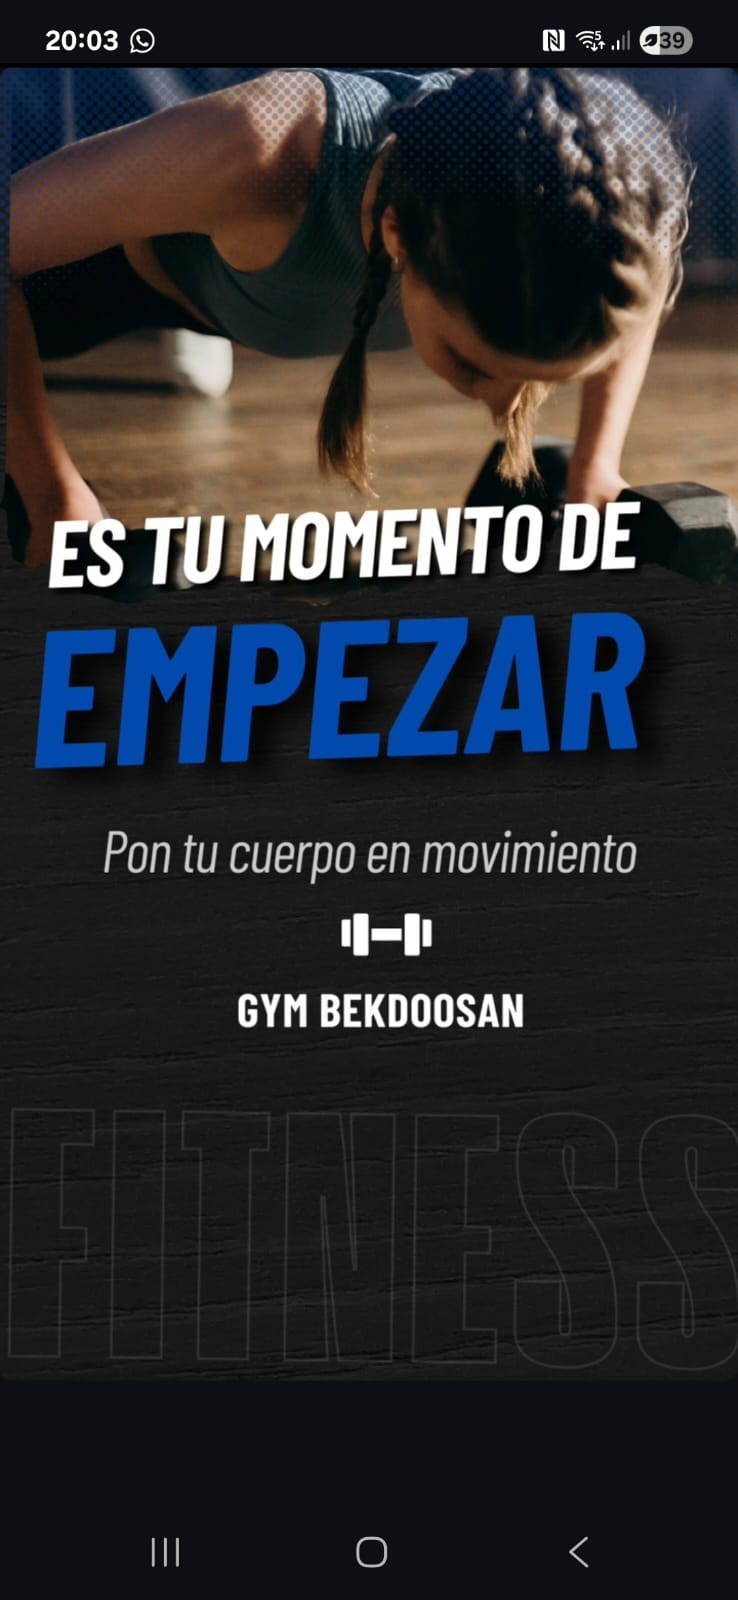 20:03
39
ES TU MOMENTO DE
EMPEZAR
Pon tu cuerpo en movimiento
GYM BEKDOOSAN
FITNESS